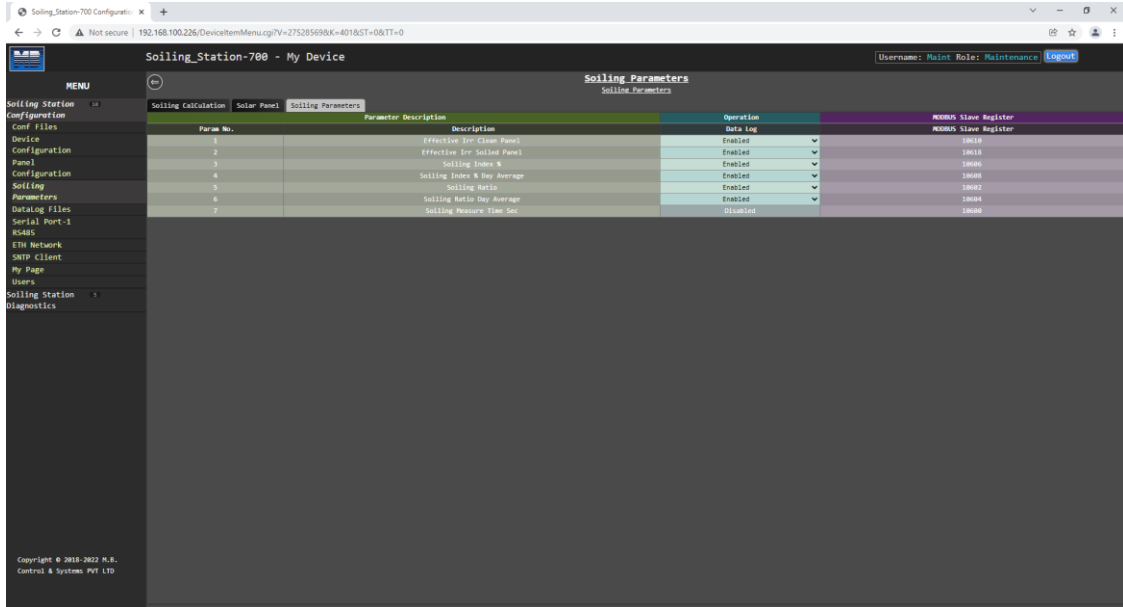 Soiling_Station-700 Configuratio
Not secure 192.168.100.226/DeviceItemMenu.cgi?V=27528569&K=401&ST=0&TT=0
Soiling_Station-700 - My Device
Username: Maint Role: Maintenance Logout
MENU
Soiling Station 10
Configuration
Conf Files
Device
Configuration
Panel
Configuration
Soiling
Parameters
DataLog Files
Serial Port-1
RS485
ETH Network
SNTP Client
My Page
Users
Soiling Station
Diagnostics
Copyright © 2018-2022 M.B.
Control & Systems PVT LTD
Soiling Parameters
Soiling Parameters
Soiling CalCulation Solar Panel Soiling Parameters
Parameter Description Operation MODBUS Slave Register
Param No. Description Data Log MODBUS Slave Register
1 Effective Irr Clean Panel Enabled 10610
2 Effective Irr Soiled Panel Enabled 10618
3 Soiling Index % Enabled 10606
4 Soiling Index % Day Average Enabled 10608
5 Soiling Ratio Enabled 10602
6 Soiling Ratio Day Average Enabled 10604
7 Soiling Measure Time Sec Disabled 10600